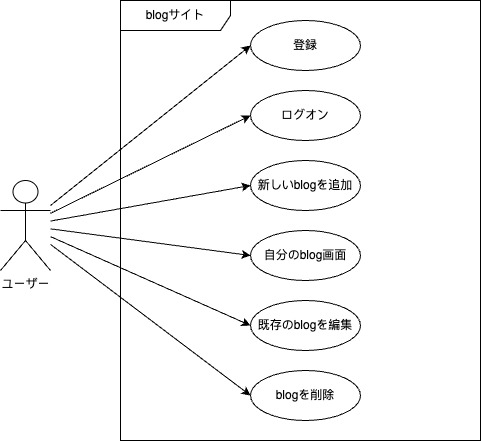 blogサイト
登録
ログオン
新しいblogを追加
自分のblog画面
既存のblogを編集
blogを削除
ユーザー